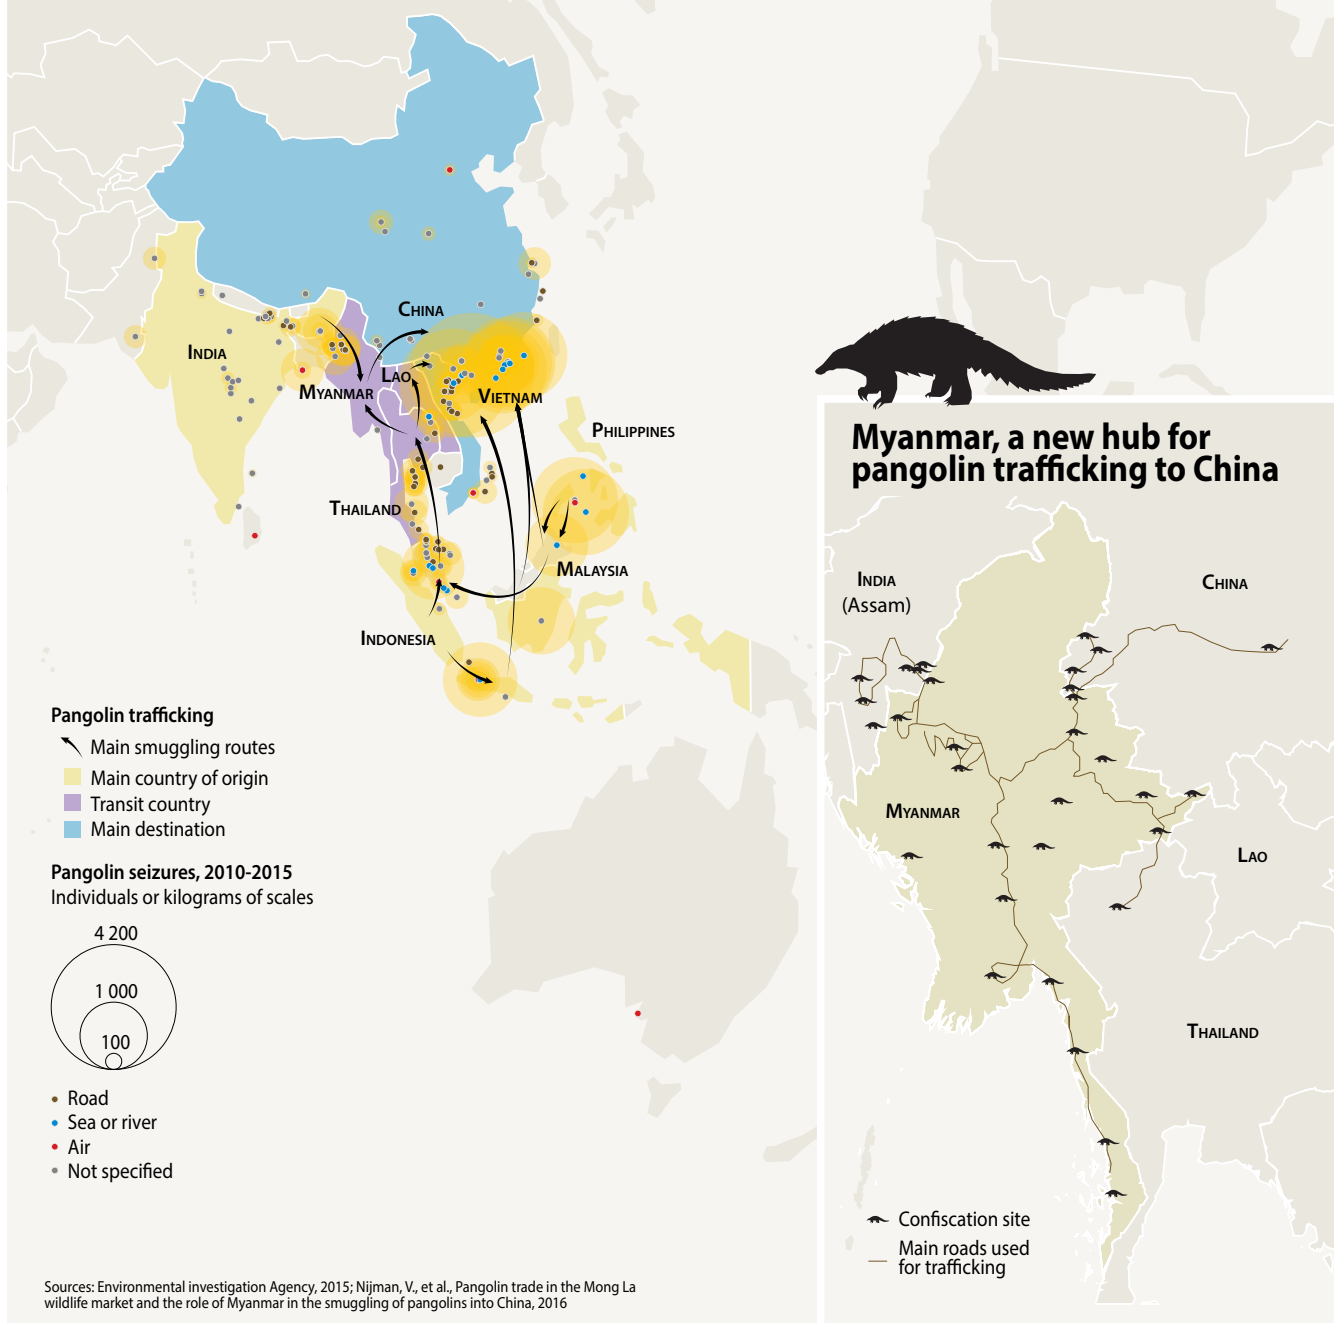 CHINA
INDIA
LAO
MYANMAR
VIETNAM
PHILIPPINES
THAILAND
MALAYSIA
INDONESIA
Pangolin trafficking
Main smuggling routes
Main country of origin
Transit country
Main destination
Pangolin seizures, 2010-2015
Individuals or kilograms of scales
4 200
1 000
100
Road
Sea or river
Air
Not specified
Sources: Environmental investigation Agency, 2015; Nijman, V., et al., Pangolin trade in the Mong La
wildlife market and the role of Myanmar in the smuggling of pangolins into China, 2016
Myanmar, a new hub for
pangolin trafficking to China
INDIA
(Assam)
CHINA
MYANMAR
LAO
THAILAND
Confiscation site
Main roads used
for trafficking